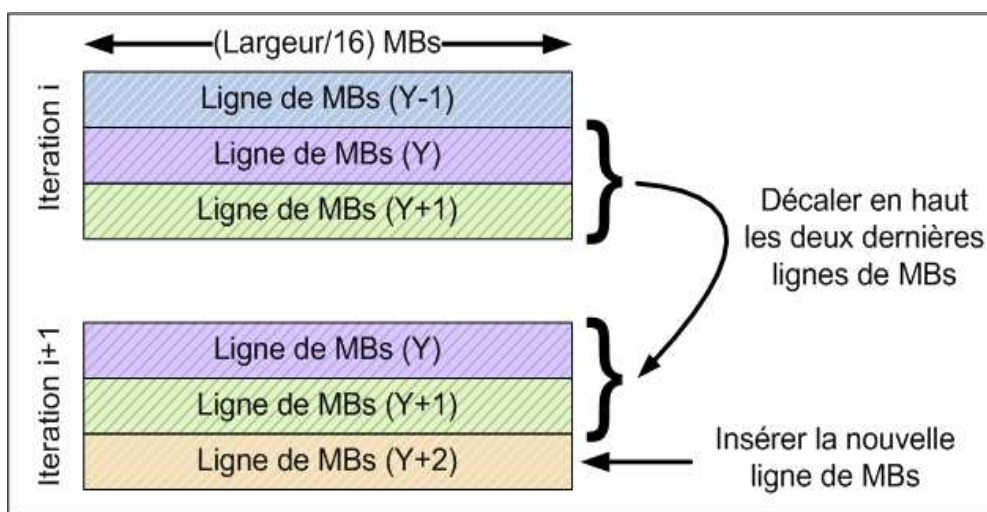 (Largeur/16) MBs
Iteration i
Ligne de MBs (Y-1)
Ligne de MBs (Y)
Ligne de MBs (Y+1)
Décaler en haut
les deux dernières
lignes de MBs
Iteration i+1
Ligne de MBs (Y)
Ligne de MBs (Y+1)
Ligne de MBs (Y+2)
Insérer la nouvelle
ligne de MBs